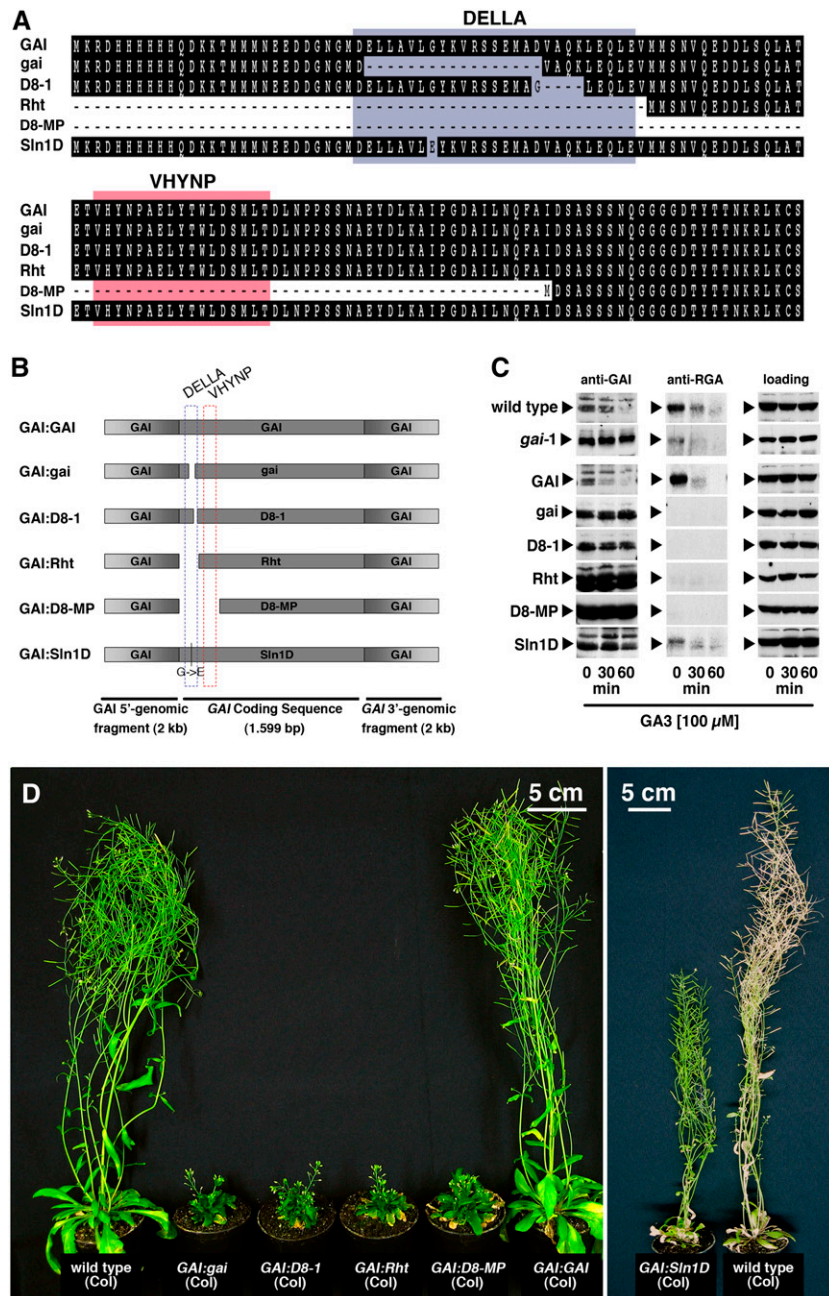 A
DELLA
GAI MKRDHHHHHHQDKKTMMMNEEDDGNGMDELLAVLGYKVRSSEMADVAQKLEQLEVMMSNVQEDDLSQLAT
gai MKRDHHHHHHQDKKTMMMNEEDDGNGMD-----------------VAQKLEQLEVMMSNVQEDDLSQLAT
D8-1 MKRDHHHHHHQDKKTMMMNEEDDGNGMDELLAVLGYKVRSSEMAG----LEQLEVMMSNVQEDDLSQLAT
Rht -------------------------------------------------------MMSNVQEDDLSQLAT
D8-MP ----------------------------------------------------------------------
Sln1D MKRDHHHHHHQDKKTMMMNEEDDGNGMDELLAVLEYKVRSSEMADVAQKLEQLEVMMSNVQEDDLSQLAT
VHYNP
GAI ETVHYNPAELYTWLDSMLTDLNPPSSNAEYDLKAIPGDAILNQFAIDSASSSNQGGGGDTYTTNKRLKCS
gai ETVHYNPAELYTWLDSMLTDLNPPSSNAEYDLKAIPGDAILNQFAIDSASSSNQGGGGDTYTTNKRLKCS
D8-1 ETVHYNPAELYTWLDSMLTDLNPPSSNAEYDLKAIPGDAILNQFAIDSASSSNQGGGGDTYTTNKRLKCS
Rht ETVHYNPAELYTWLDSMLTDLNPPSSNAEYDLKAIPGDAILNQFAIDSASSSNQGGGGDTYTTNKRLKCS
D8-MP ---------------------------------------------MDSASSSNQGGGGDTYTTNKRLKCS
Sln1D ETVHYNPAELYTWLDSMLTDLNPPSSNAEYDLKAIPGDAILNQFAIDSASSSNQGGGGDTYTTNKRLKCS
B
DELLA
VHYNP
GAI:GAI GAI GAI GAI
GAI:gai GAI gai GAI
GAI:D8-1 GAI D8-1 GAI
GAI:Rht GAI Rht GAI
GAI:D8-MP GAI D8-MP GAI
GAI:Sln1D GAI Sln1D GAI
G->E
GAI 5'-genomic fragment (2 kb)
GAI Coding Sequence (1.599 bp)
GAI 3'-genomic fragment (2 kb)
C
anti-GAI anti-RGA loading
wild type
gai-1
GAI
gai
D8-1
Rht
D8-MP
Sln1D
0 30 60 0 30 60 0 30 60
min min min
GA3 [100 µM]
D
5 cm
5 cm
wild type (Col)
GAI:gai (Col)
GAI:D8-1 (Col)
GAI:Rht (Col)
GAI:D8-MP (Col)
GAI:GAI (Col)
GAI:Sln1D (Col)
wild type (Col)